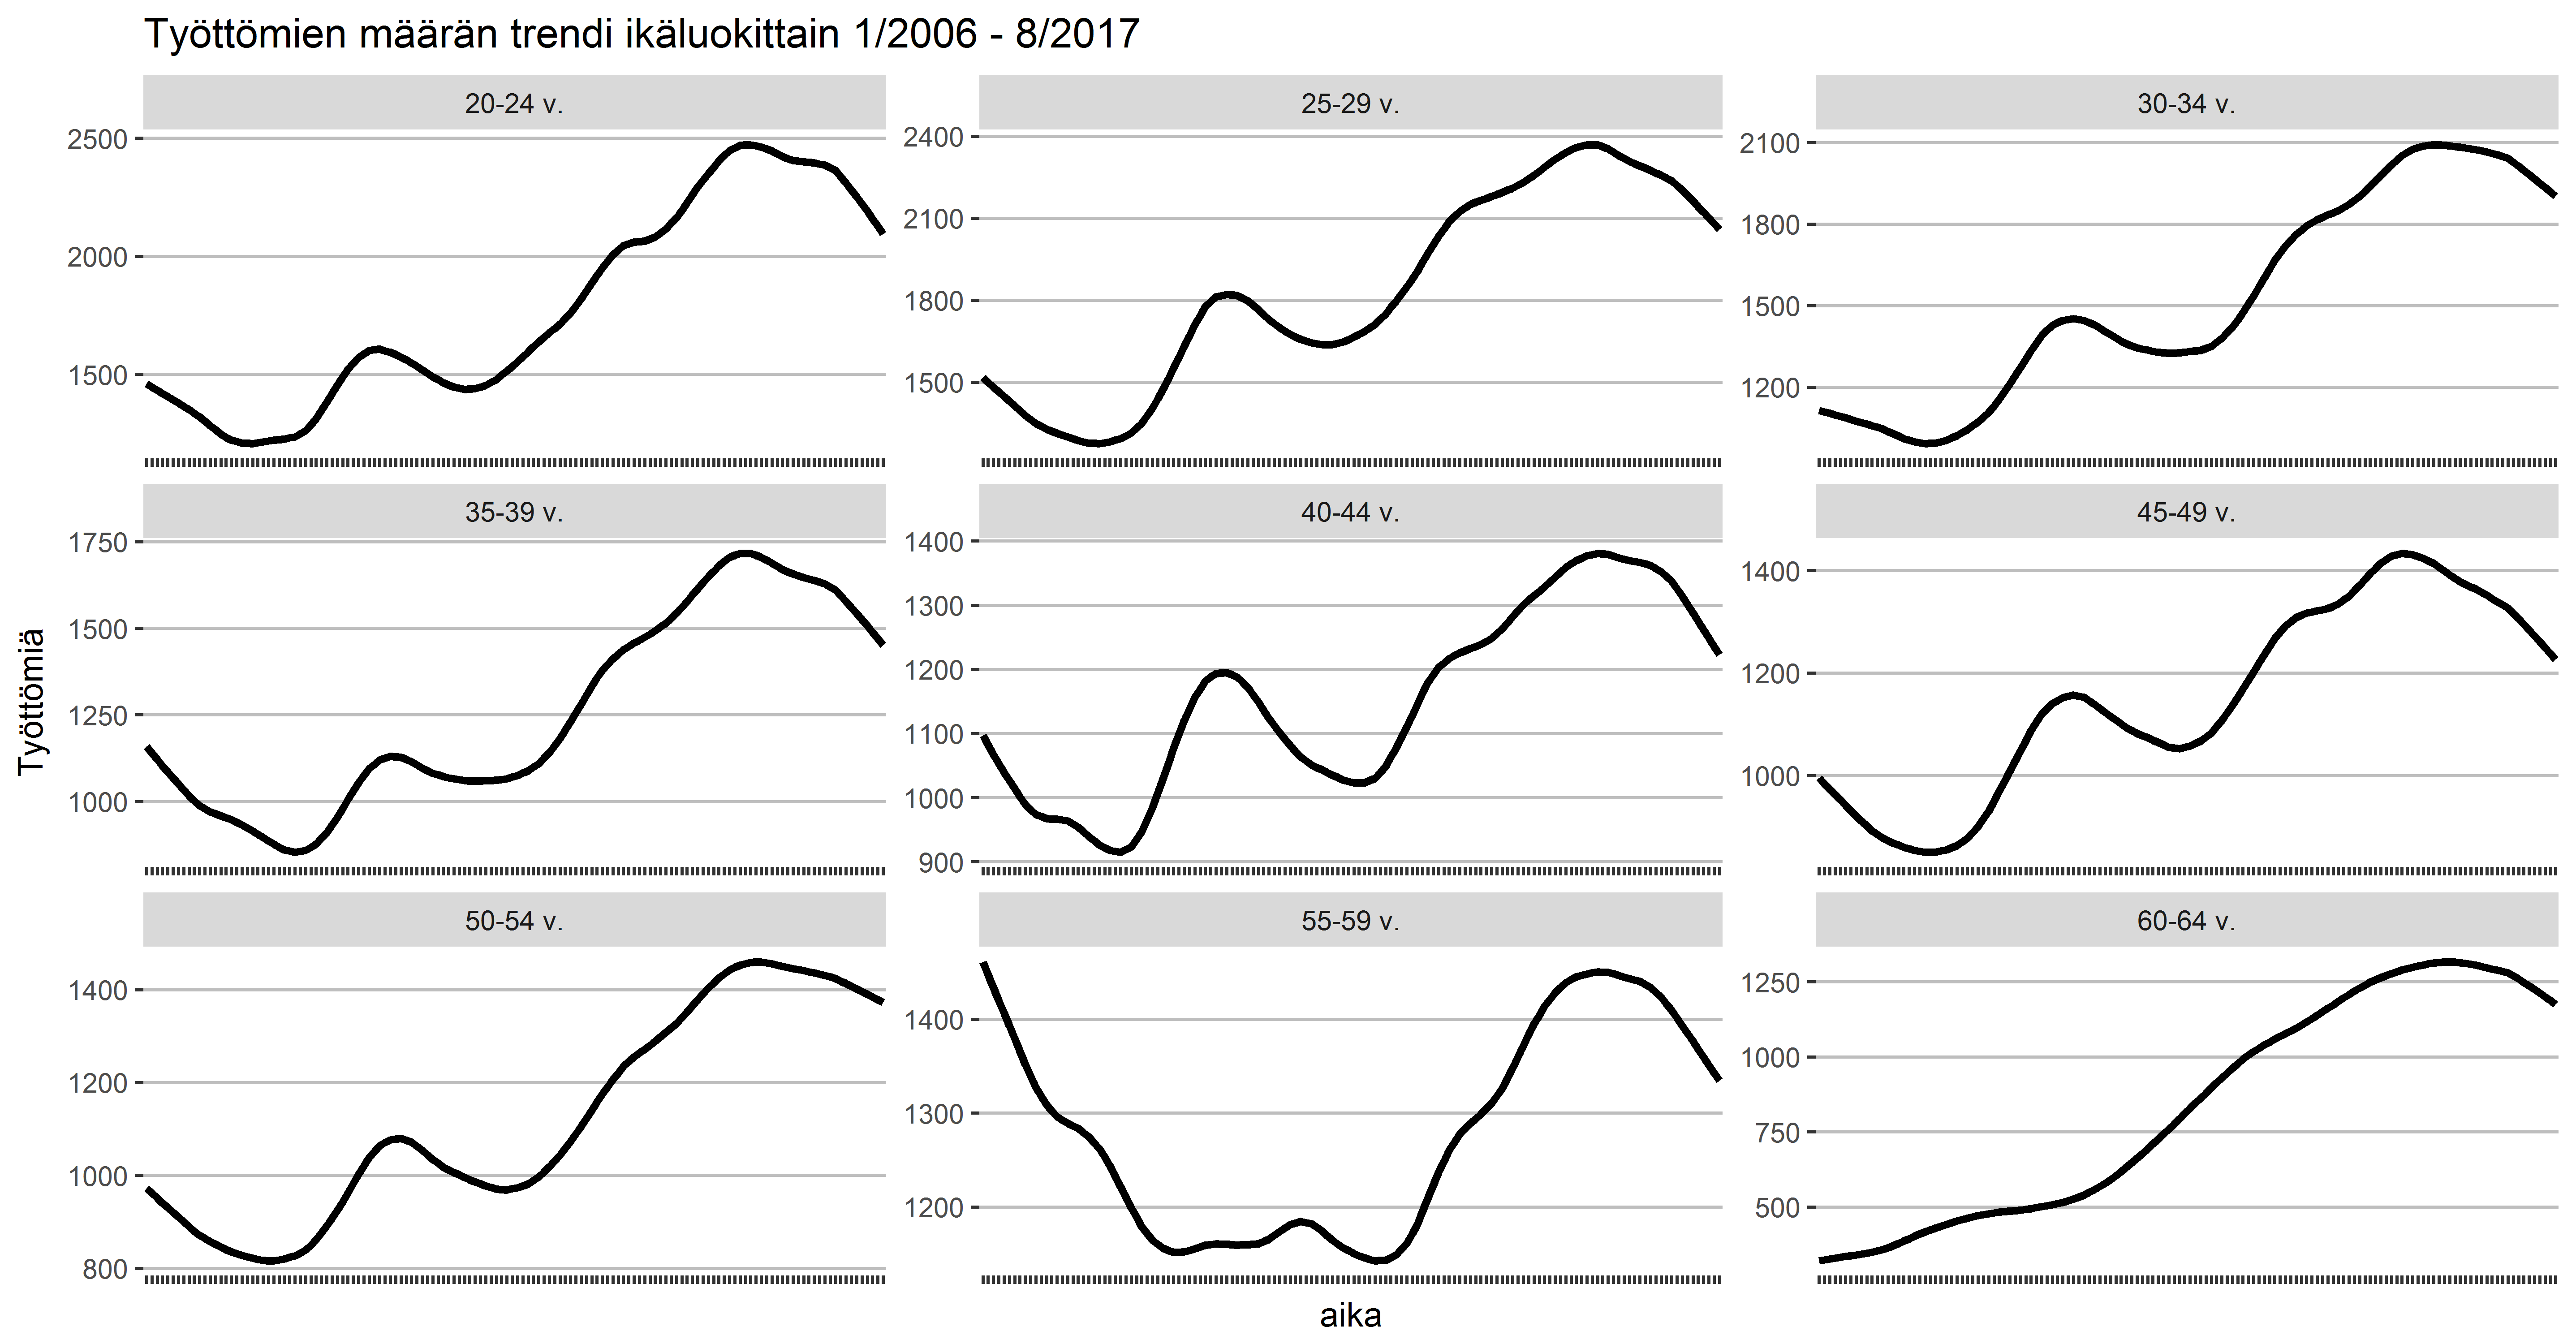 Työttömien määrän trendi ikäluokittain 1/2006 - 8/2017
20-24 v.
2500
2000
1500
25-29 v.
2400
2100
1800
1500
30-34 v.
2100
1800
1500
1200
Työttömiä
35-39 v.
1750
1500
1250
1000
40-44 v.
1400
1300
1200
1100
1000
900
45-49 v.
1400
1200
1000
50-54 v.
1400
1200
1000
800
55-59 v.
1400
1300
1200
60-64 v.
1250
1000
750
500
aika